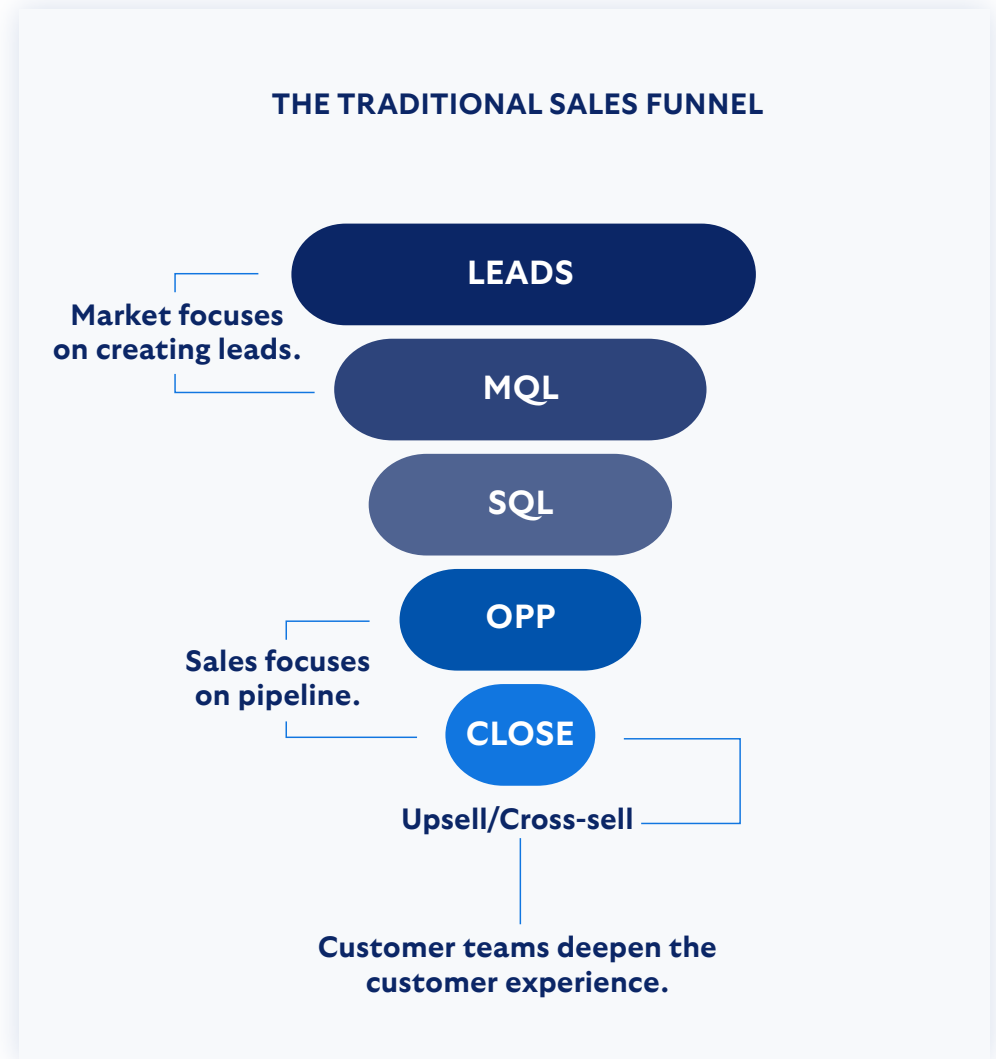 THE TRADITIONAL SALES FUNNEL
LEADS
Market focuses
on creating leads.
MQL
SQL
OPP
Sales focuses
on pipeline.
CLOSE
Upsell/Cross-sell
Customer teams deepen the
customer experience.